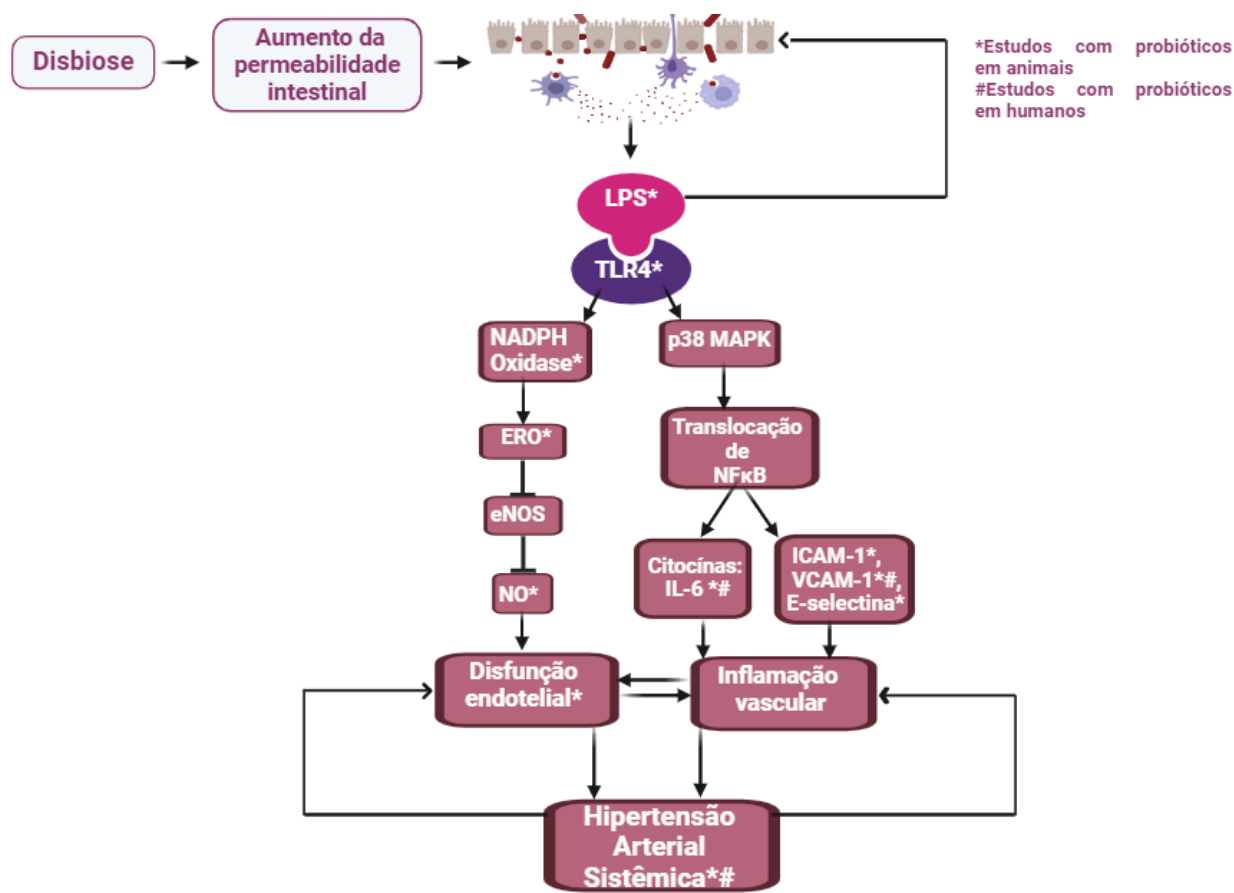 Disbiose
Aumento da
permeabilidade
intestinal
*Estudos com probióticos
em animais
#Estudos com probióticos
em humanos
LPS*
TLR4*
NADPH
Oxidase*
p38 MAPK
ERO*
Translocação
de
NFκB
eNOS
Citocínas:
IL-6 *#
ICAM-1*,
VCAM-1*#,
E-selectina*
NO*
Disfunção
endotelial*
Inflamação
vascular
Hipertensão
Arterial
Sistêmica*#